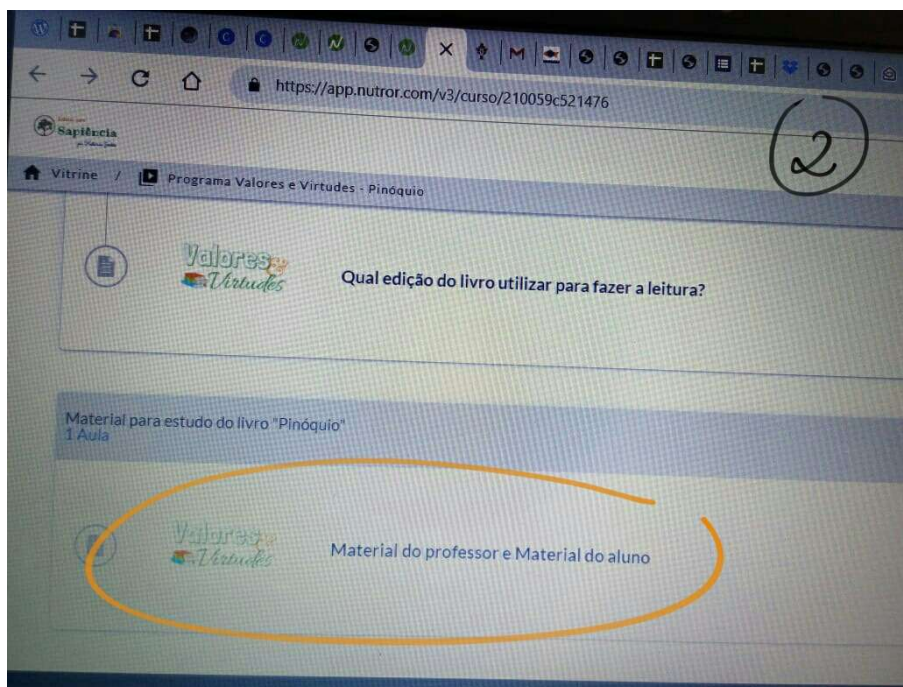 https://app.nutror.com/v3/curso/210059c521476
2
Sapiência
Vitrine / Programa Valores e Virtudes - Pinóquio
Valores e
Virtudes
Qual edição do livro utilizar para fazer a leitura?
Material para estudo do livro "Pinóquio"
1 Aula
Valores e
Virtudes
Material do professor e Material do aluno